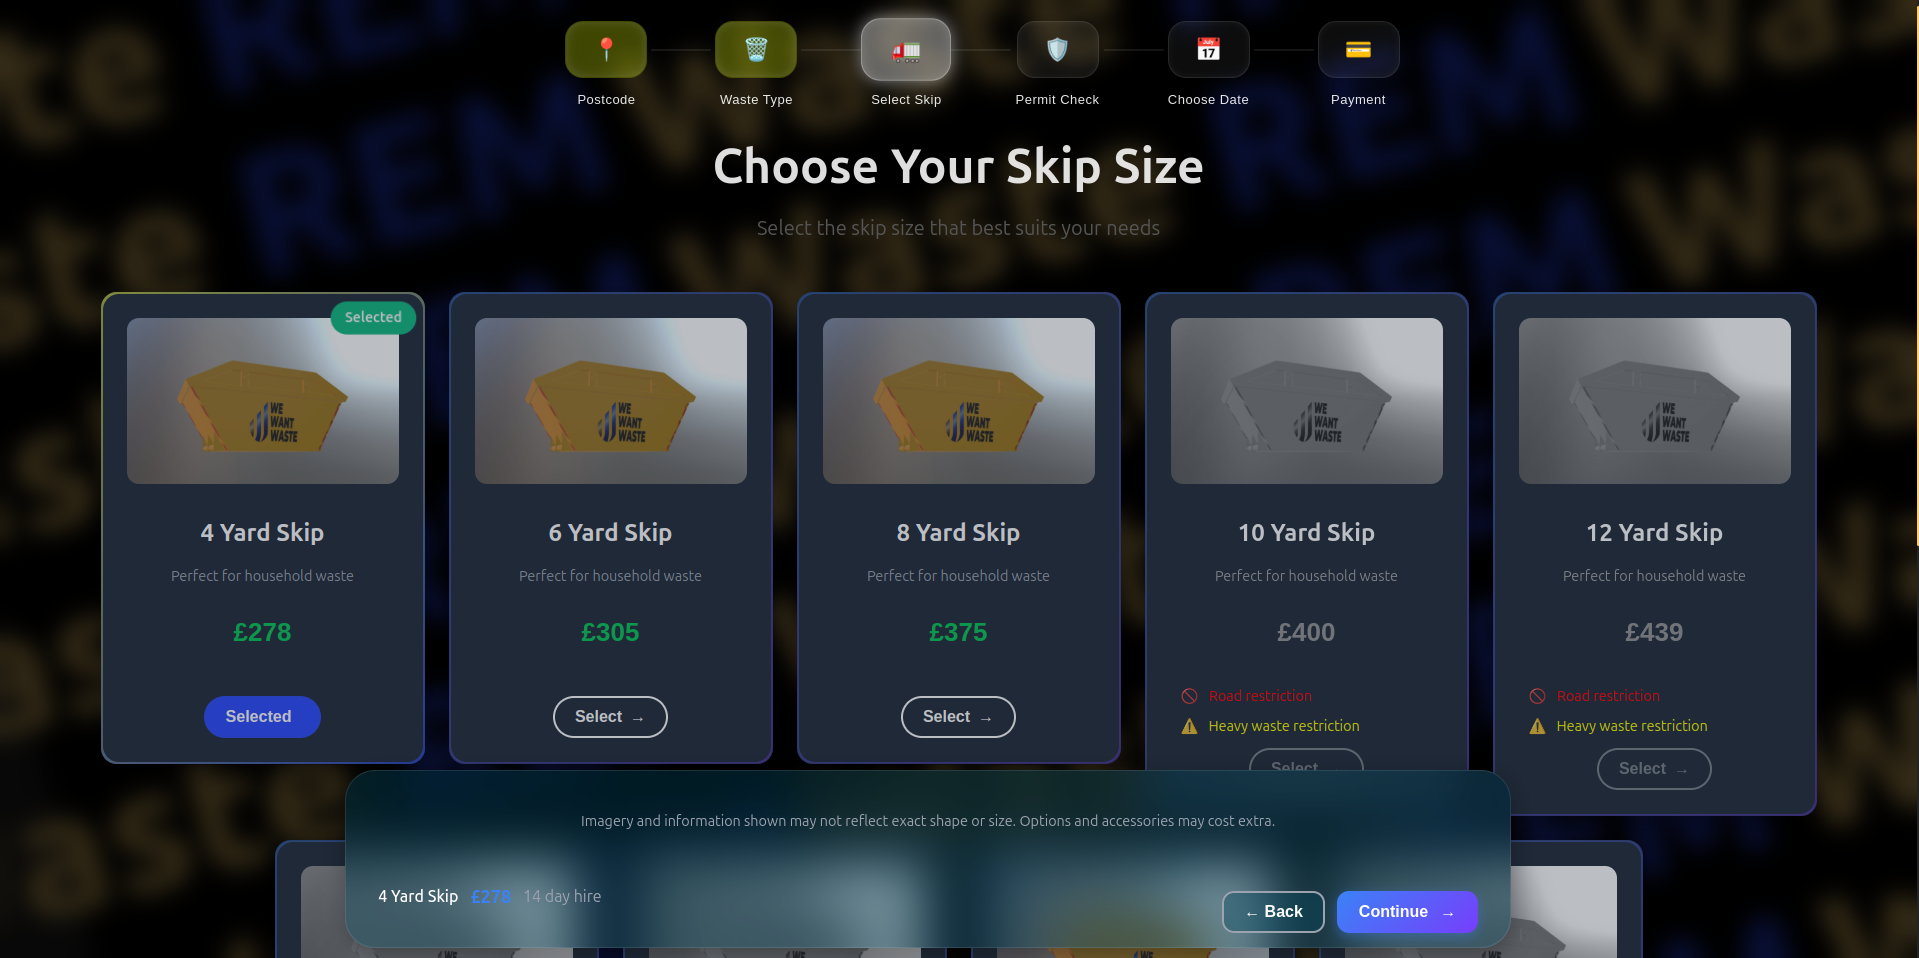 Postcode
Waste Type
Select Skip
Permit Check
Choose Date
Payment
Choose Your Skip Size
Select the skip size that best suits your needs
Selected
WE
WANT
WASTE
4 Yard Skip
Perfect for household waste
£278
Selected
WE
WANT
WASTE
6 Yard Skip
Perfect for household waste
£305
Select →
WE
WANT
WASTE
8 Yard Skip
Perfect for household waste
£375
Select →
WE
WANT
WASTE
10 Yard Skip
Perfect for household waste
£400
Road restriction
Heavy waste restriction
Select →
WE
WANT
WASTE
12 Yard Skip
Perfect for household waste
£439
Road restriction
Heavy waste restriction
Select →
Imagery and information shown may not reflect exact shape or size. Options and accessories may cost extra.
4 Yard Skip £278 14 day hire
← Back
Continue →
REM waste